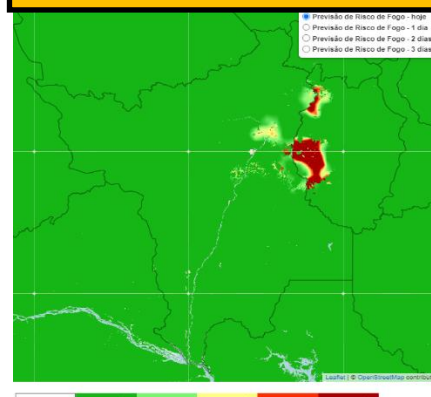 Previsão de Risco de Fogo - hoje
Previsão de Risco de Fogo - 1 dia
Previsão de Risco de Fogo - 2 dias
Previsão de Risco de Fogo - 3 dias
Leaflet | © OpenStreetMap contribu